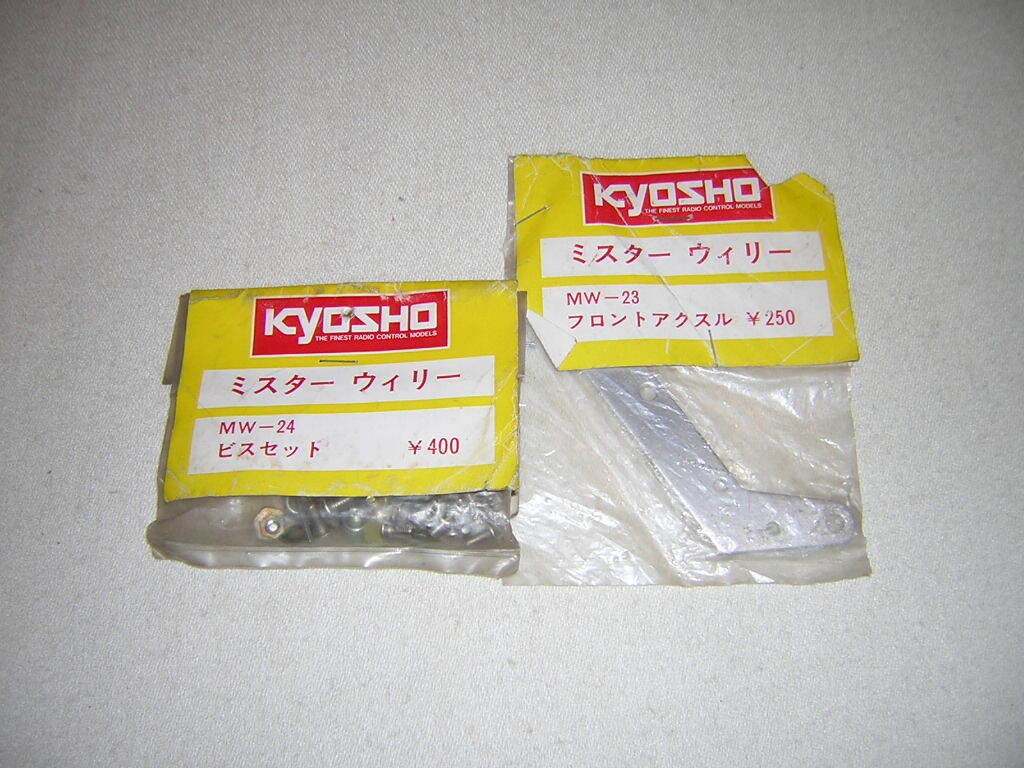 KYOSHO
THE FINEST RADIO CONTROL MODELS
ミスター ウィリー
MW-24
ビスセット ¥400
KYOSHO
THE FINEST RADIO CONTROL MODELS
ミスター ウィリー
MW-23
フロントアクスル ¥250